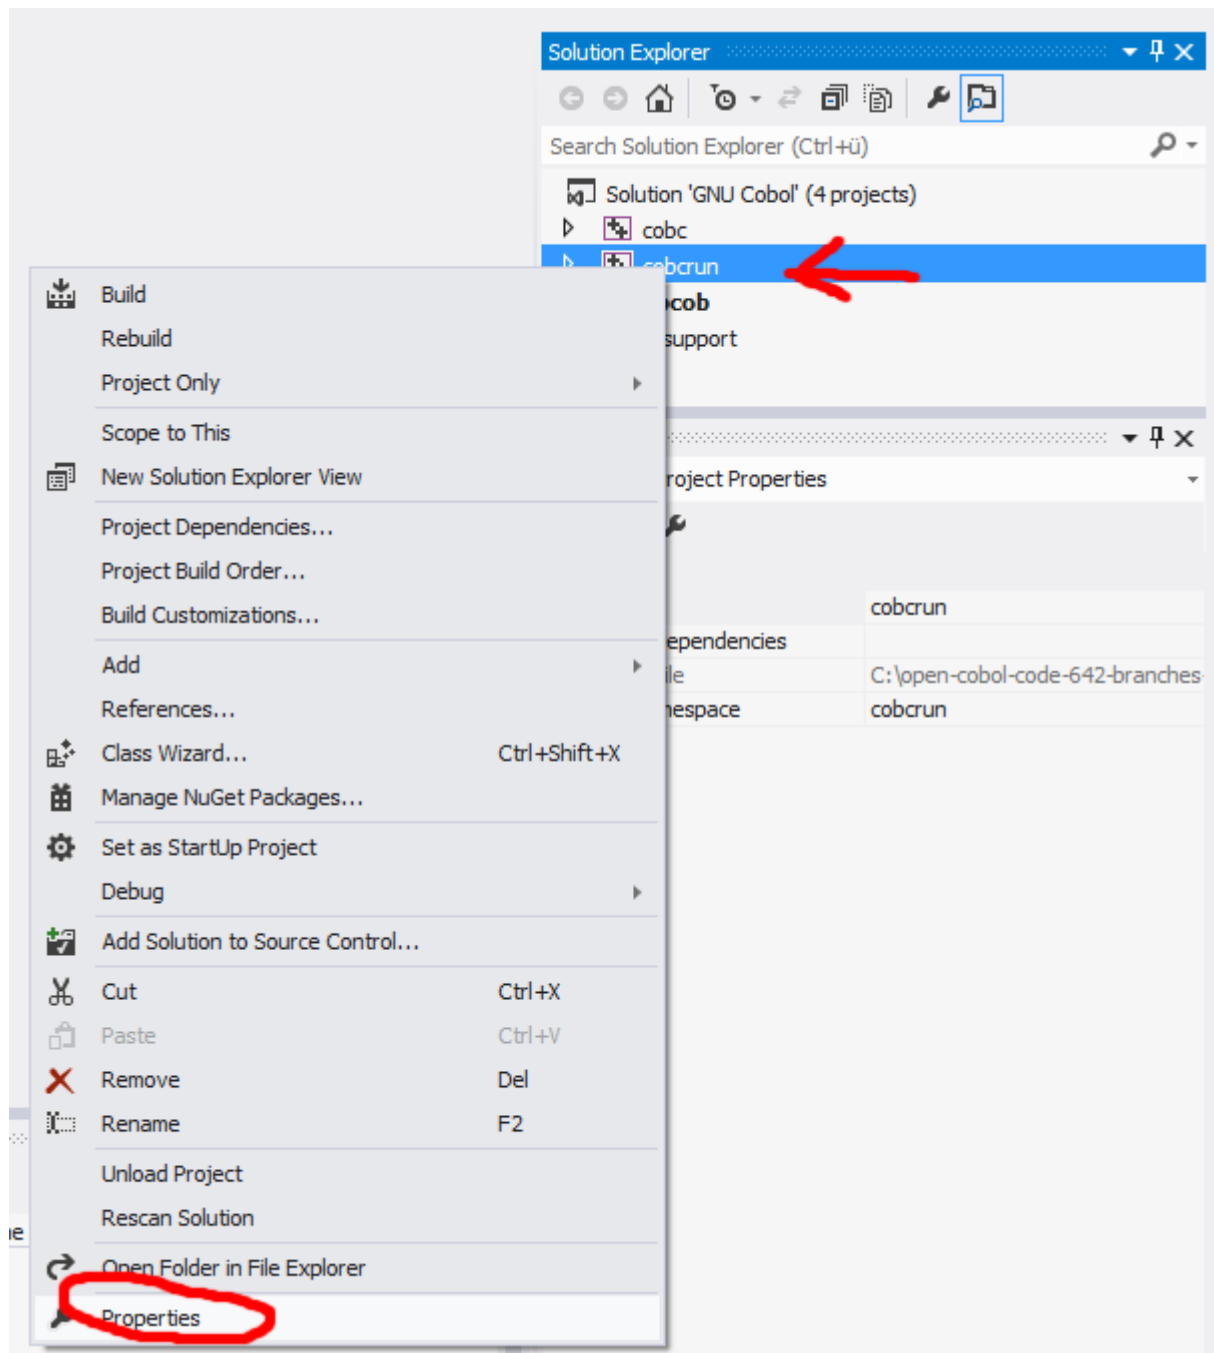 Solution Explorer
Search Solution Explorer (Ctrl+ü)
Solution 'GNU Cobol' (4 projects)
cobc
cobcrun
ocob
support
Build
Rebuild
Project Only
Scope to This
New Solution Explorer View
Project Dependencies...
Project Build Order...
Build Customizations...
Add
References...
Class Wizard... Ctrl+Shift+X
Manage NuGet Packages...
Set as StartUp Project
Debug
Add Solution to Source Control...
Cut Ctrl+X
Paste Ctrl+V
Remove Del
Rename F2
Unload Project
Rescan Solution
Open Folder in File Explorer
Properties
roject Properties
cobcrun
ependencies
ile C:\open-cobol-code-642-branches-
nespace cobcrun